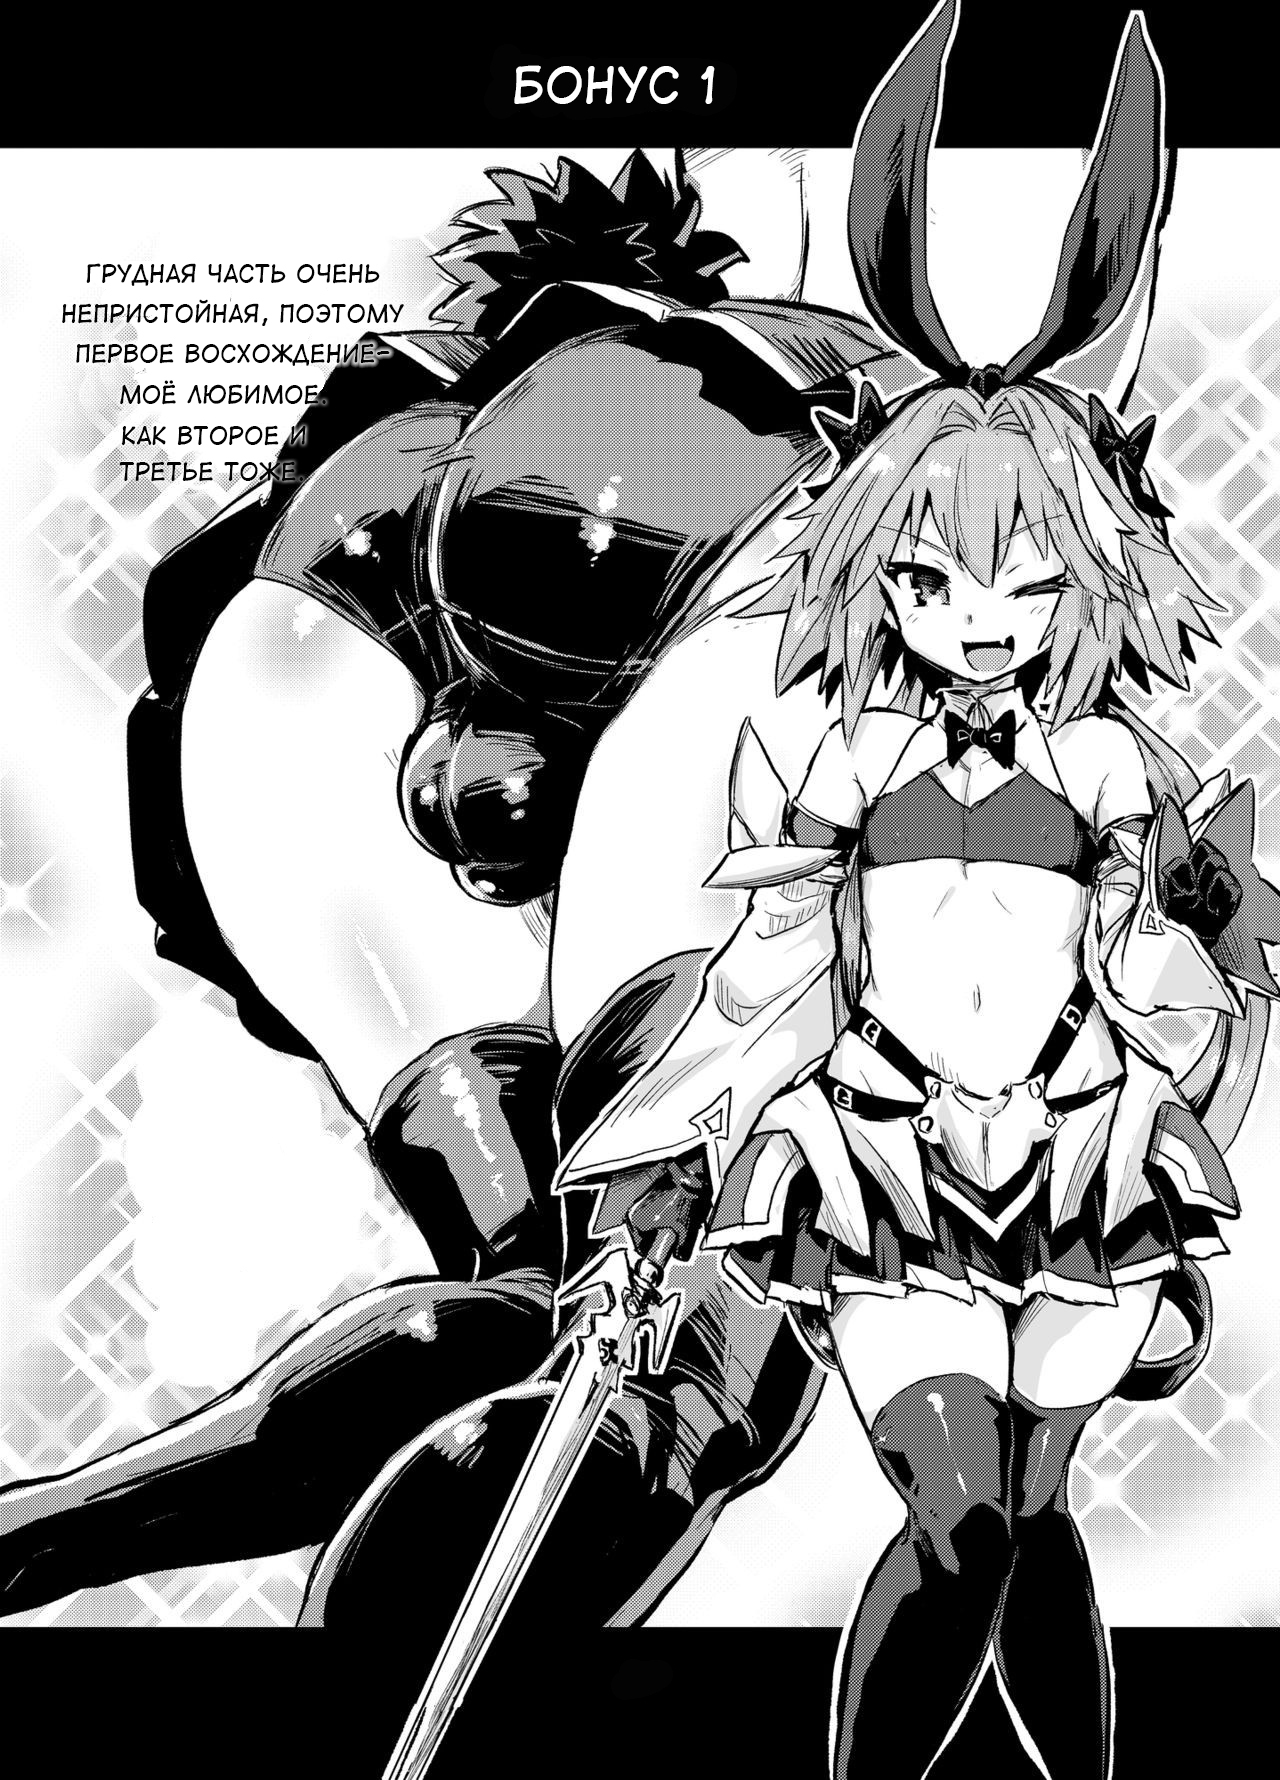 БОНУС 1
ГРУДНАЯ ЧАСТЬ ОЧЕНЬ
НЕПРИСТОЙНАЯ, ПОЭТОМУ
ПЕРВОЕ ВОСХОЖДЕНИЕ-
МОЁ ЛЮБИМОЕ.
КАК ВТОРОЕ И
ТРЕТЬЕ ТОЖЕ.